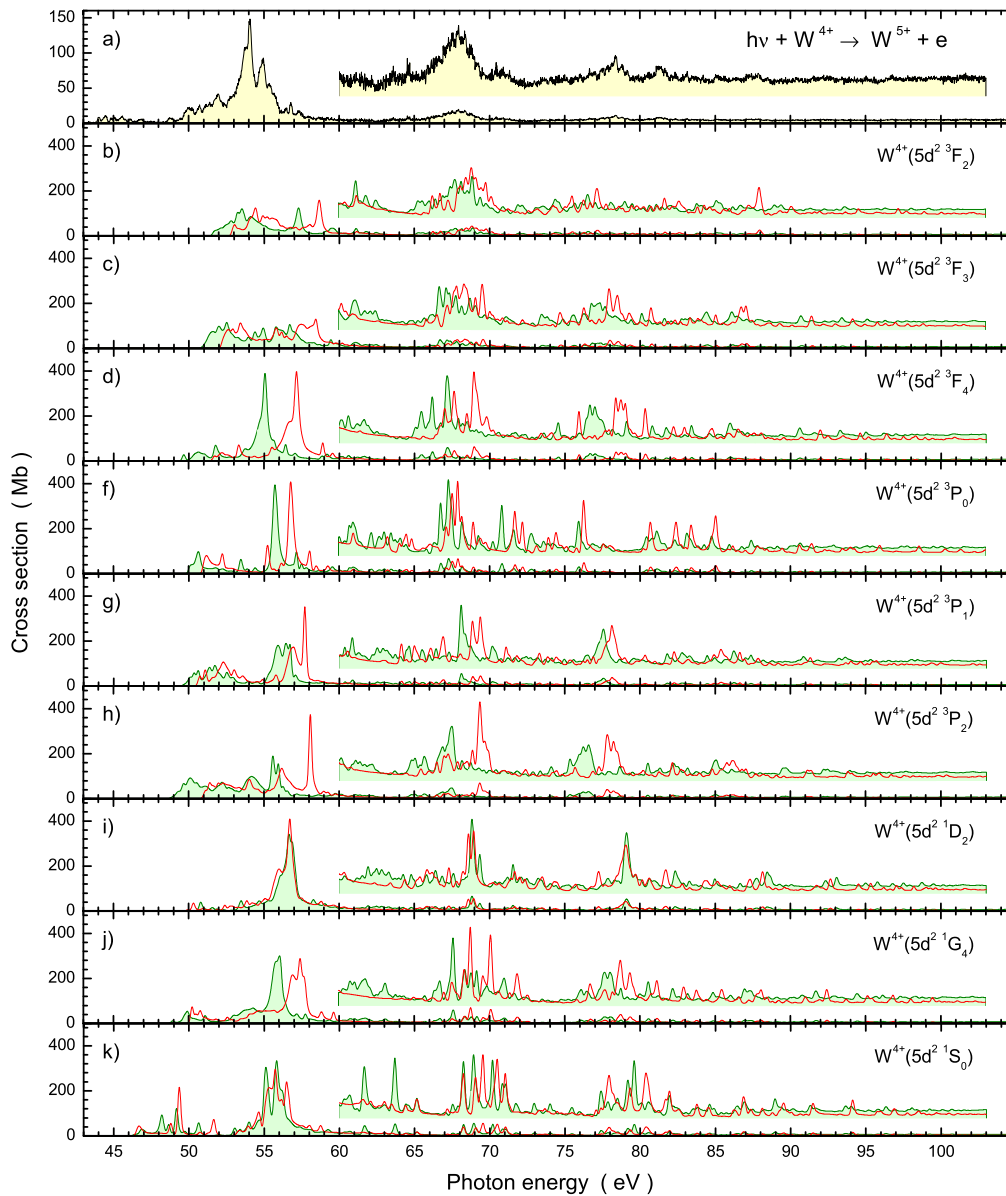 150
a)
hν + W⁴⁺ → W⁵⁺ + e
100
50
0
b)
W⁴⁺(5d² ³F₂)
400
200
0
c)
W⁴⁺(5d² ³F₃)
400
200
0
d)
W⁴⁺(5d² ³F₄)
400
200
0
f)
W⁴⁺(5d² ³P₀)
400
200
0
g)
W⁴⁺(5d² ³P₁)
400
200
0
h)
W⁴⁺(5d² ³P₂)
400
200
0
i)
W⁴⁺(5d² ¹D₂)
400
200
0
j)
W⁴⁺(5d² ¹G₄)
400
200
0
k)
W⁴⁺(5d² ¹S₀)
400
200
0
Cross section ( Mb )
45 50 55 60 65 70 75 80 85 90 95 100
Photon energy ( eV )